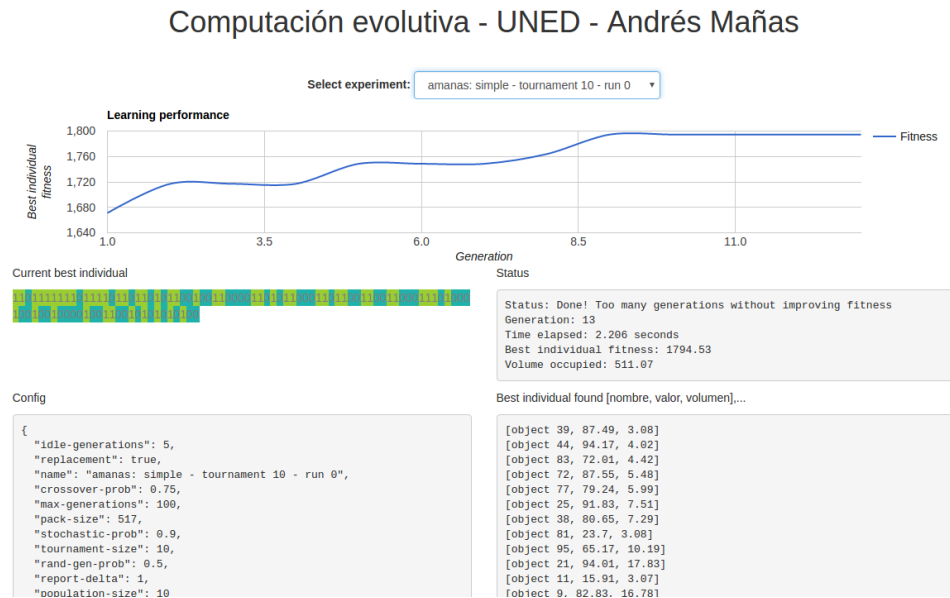 Computación evolutiva - UNED - Andrés Mañas
Select experiment: amanas: simple - tournament 10 - run 0
Learning performance
Best individual
fitness
1,800
1,760
1,720
1,680
1,640
1.0 3.5 6.0 8.5 11.0
Generation
Fitness
Current best individual
Status
Status: Done! Too many generations without improving fitness
Generation: 13
Time elapsed: 2.206 seconds
Best individual fitness: 1794.53
Volume occupied: 511.07
Config
{
"idle-generations": 5,
"replacement": true,
"name": "amanas: simple - tournament 10 - run 0",
"crossover-prob": 0.75,
"max-generations": 100,
"pack-size": 517,
"stochastic-prob": 0.9,
"tournament-size": 10,
"rand-gen-prob": 0.5,
"report-delta": 1,
"population-size": 10
Best individual found [nombre, valor, volumen],...
[object 39, 87.49, 3.08]
[object 44, 94.17, 4.02]
[object 83, 72.01, 4.42]
[object 72, 87.55, 5.48]
[object 77, 79.24, 5.99]
[object 25, 91.83, 7.51]
[object 38, 80.65, 7.29]
[object 81, 23.7, 3.08]
[object 95, 65.17, 10.19]
[object 21, 94.01, 17.83]
[object 11, 15.91, 3.07]
[object 9, 82.83, 16.78]